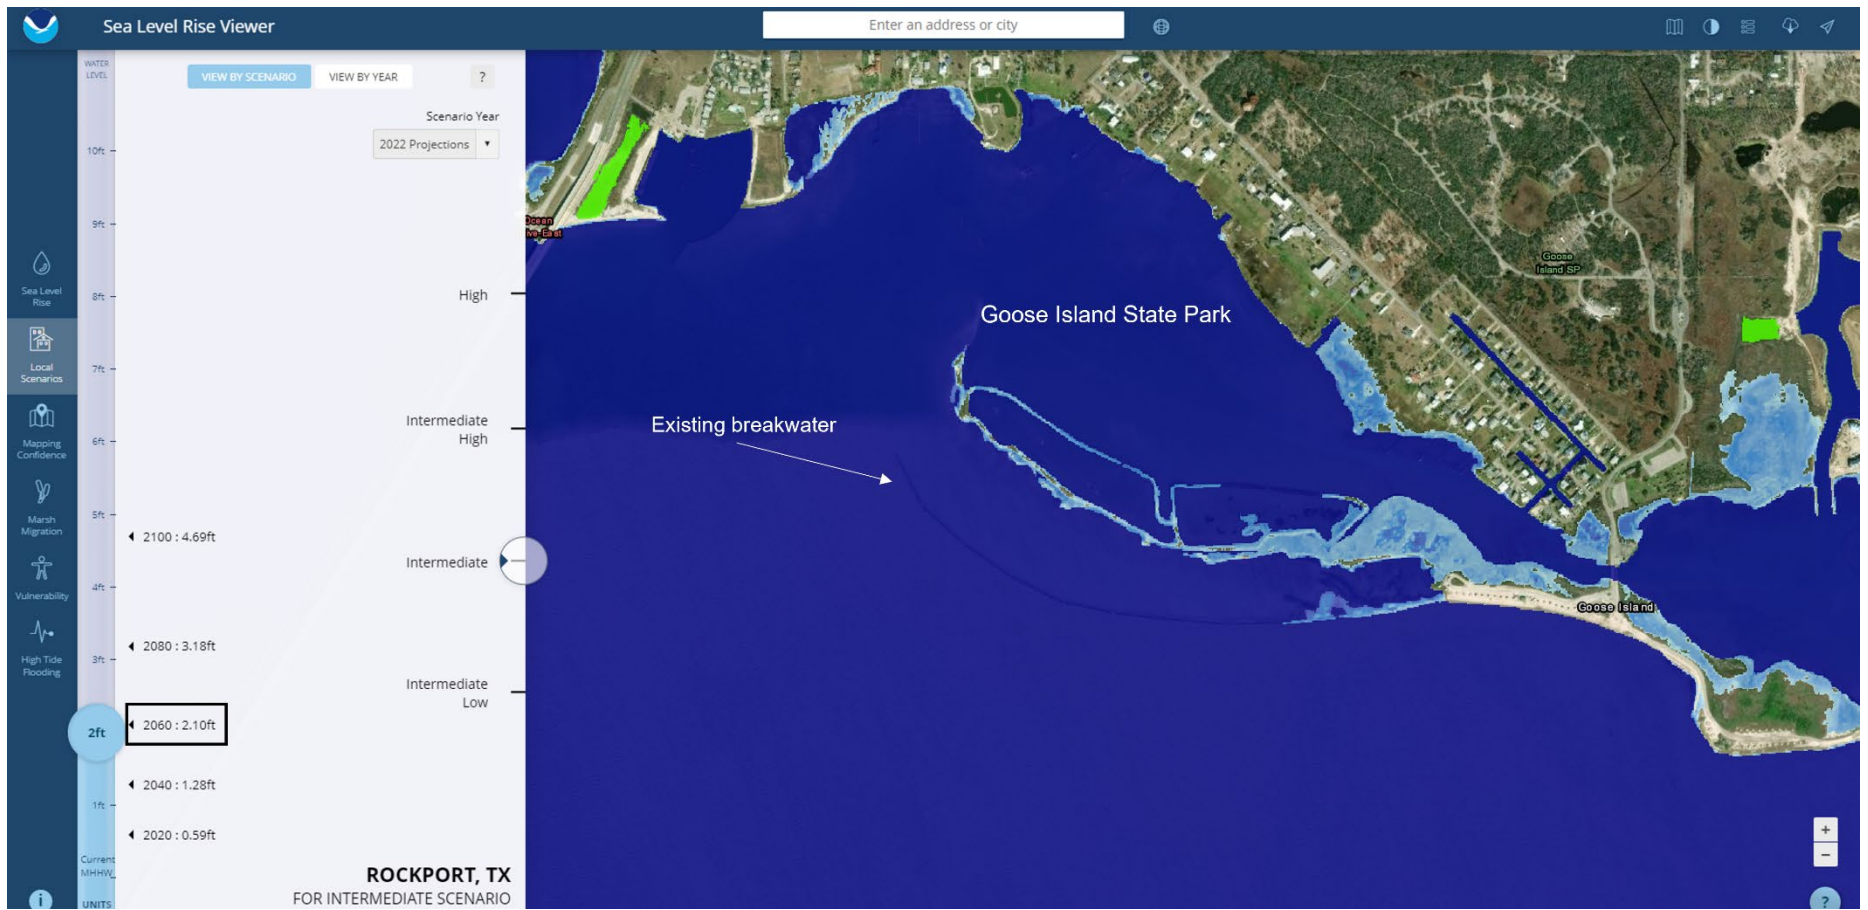 Sea Level Rise Viewer
Enter an address or city
WATER
LEVEL
VIEW BY SCENARIO
VIEW BY YEAR
?
Scenario Year
2022 Projections
10ft
9ft
8ft
7ft
6ft
5ft
4ft
3ft
2ft
1ft
Current
MHHW
UNITS
Sea Level
Rise
Local
Scenarios
Mapping
Confidence
Marsh
Migration
Vulnerability
High Tide
Flooding
i
High
Intermediate
High
Intermediate
Intermediate
Low
2100 : 4.69ft
2080 : 3.18ft
2060 : 2.10ft
2040 : 1.28ft
2020 : 0.59ft
ROCKPORT, TX
FOR INTERMEDIATE SCENARIO
Ocean
Goose
Island SP
Goose Island State Park
Existing breakwater
Goose Island
+
−
?